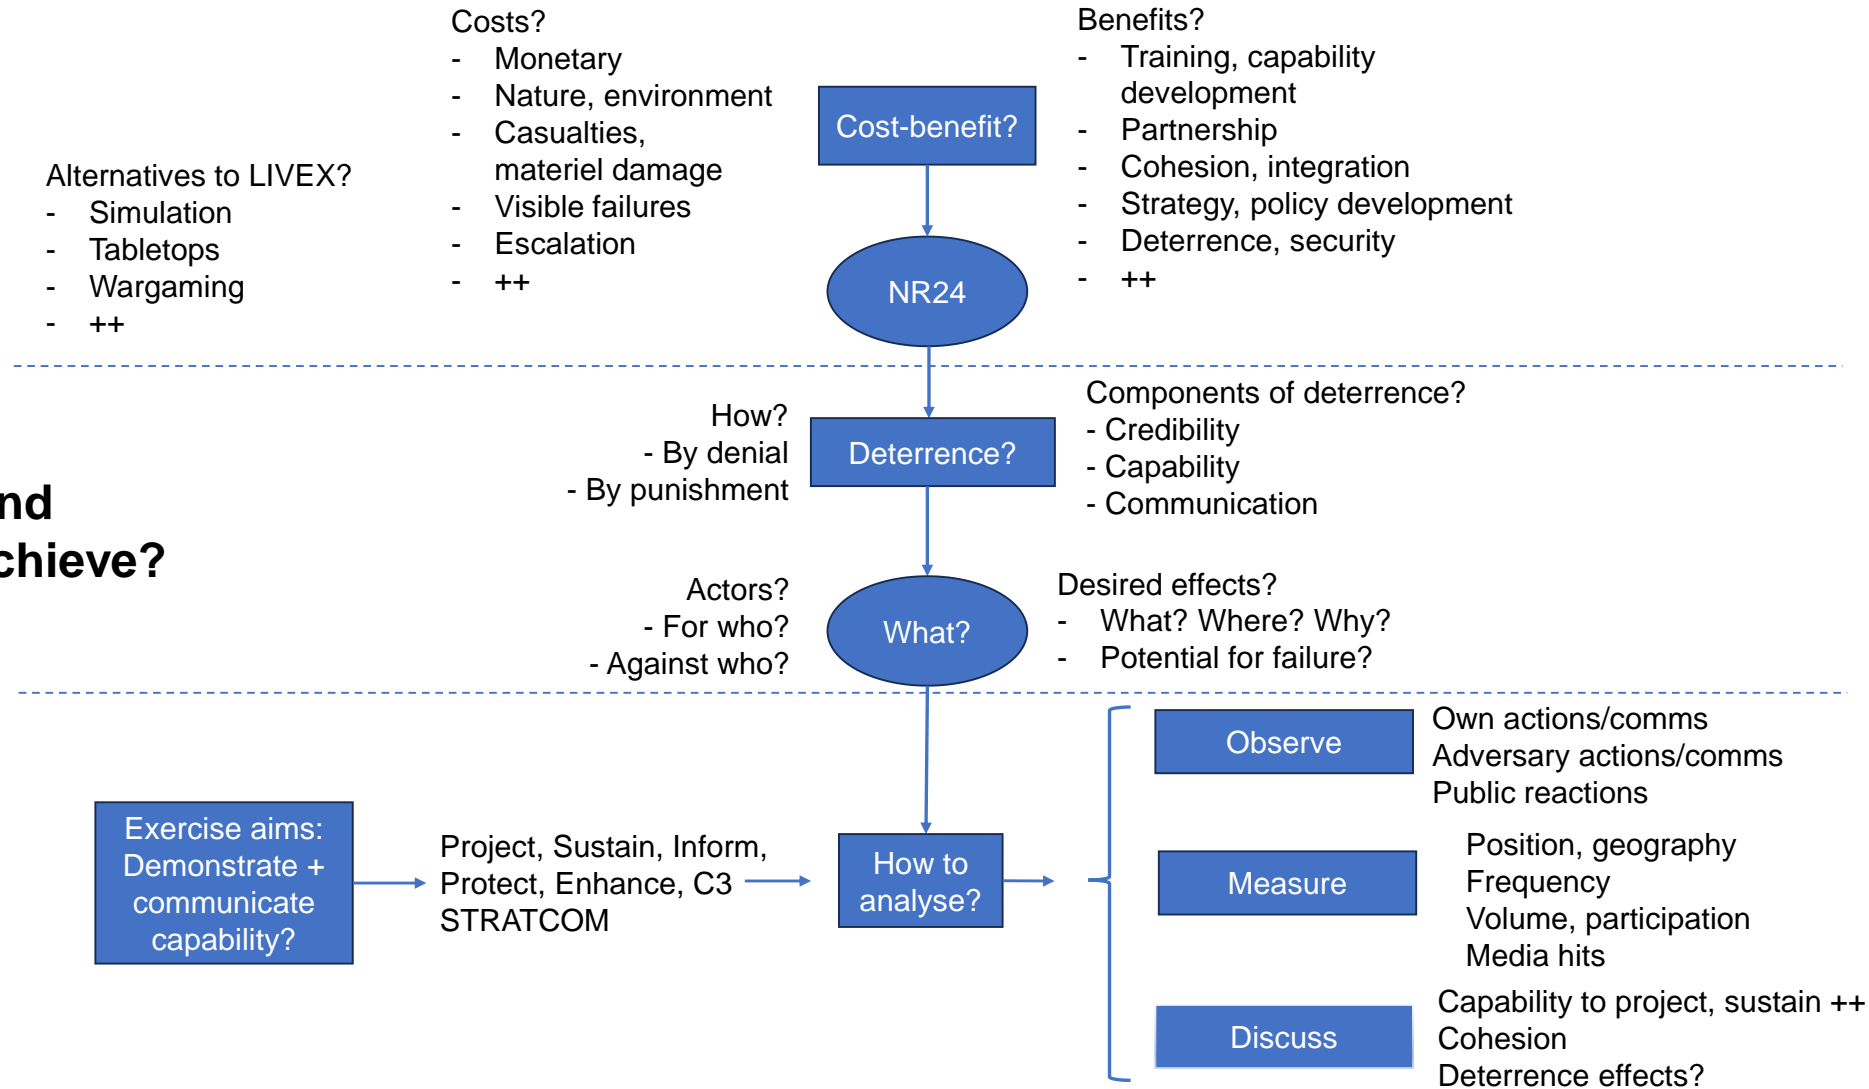 Costs?
- Monetary
- Nature, environment
- Casualties,
materiel damage
- Visible failures
- Escalation
- ++
Benefits?
- Training, capability
development
- Partnership
- Cohesion, integration
- Strategy, policy development
- Deterrence, security
- ++
Cost-benefit?
Alternatives to LIVEX?
- Simulation
- Tabletops
- Wargaming
- ++
NR24
How?
- By denial
- By punishment
Deterrence?
Components of deterrence?
- Credibility
- Capability
- Communication
nd
chieve?
Actors?
- For who?
- Against who?
What?
Desired effects?
- What? Where? Why?
- Potential for failure?
Exercise aims:
Demonstrate +
communicate
capability?
Project, Sustain, Inform,
Protect, Enhance, C3
STRATCOM
How to
analyse?
Observe
Own actions/comms
Adversary actions/comms
Public reactions
Measure
Position, geography
Frequency
Volume, participation
Media hits
Discuss
Capability to project, sustain ++
Cohesion
Deterrence effects?